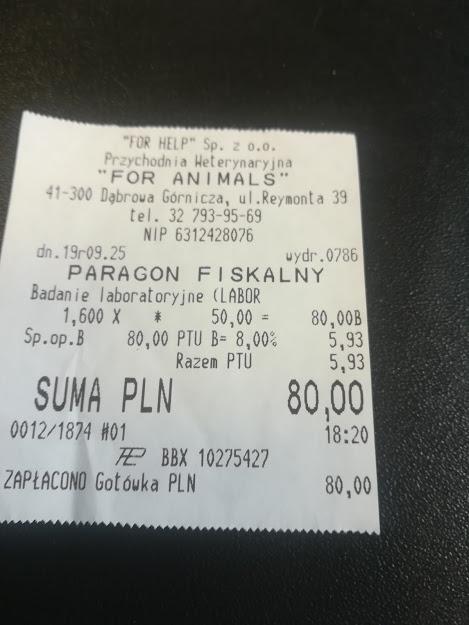 "FOR HELP" Sp. z o.o.
Przychodnia Weterynaryjna
"FOR ANIMALS"
41-300 Dąbrowa Górnicza, ul.Reymonta 39
tel. 32 793-95-69
NIP 6312428076
dn.19r09.25 wydr.0786
PARAGON FISKALNY
Badanie laboratoryjne (LABOR
1,600 X * 50,00 = 80,00B
Sp.op.B 80,00 PTU B= 8,00% 5,93
Razem PTU 5,93
SUMA PLN 80,00
0012/1874 #01 18:20
BBX 10275427
ZAPŁACONO Gotówka PLN 80,00